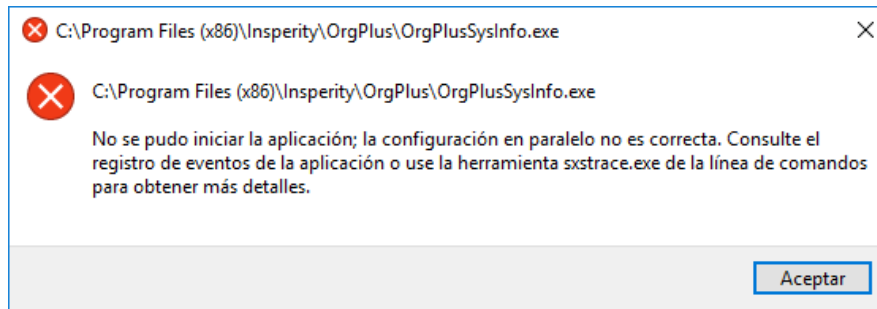 C:\Program Files (x86)\Insperity\OrgPlus\OrgPlusSysInfo.exe
C:\Program Files (x86)\Insperity\OrgPlus\OrgPlusSysInfo.exe
No se pudo iniciar la aplicación; la configuración en paralelo no es correcta. Consulte el
registro de eventos de la aplicación o use la herramienta sxstrace.exe de la línea de comandos
para obtener más detalles.
Aceptar